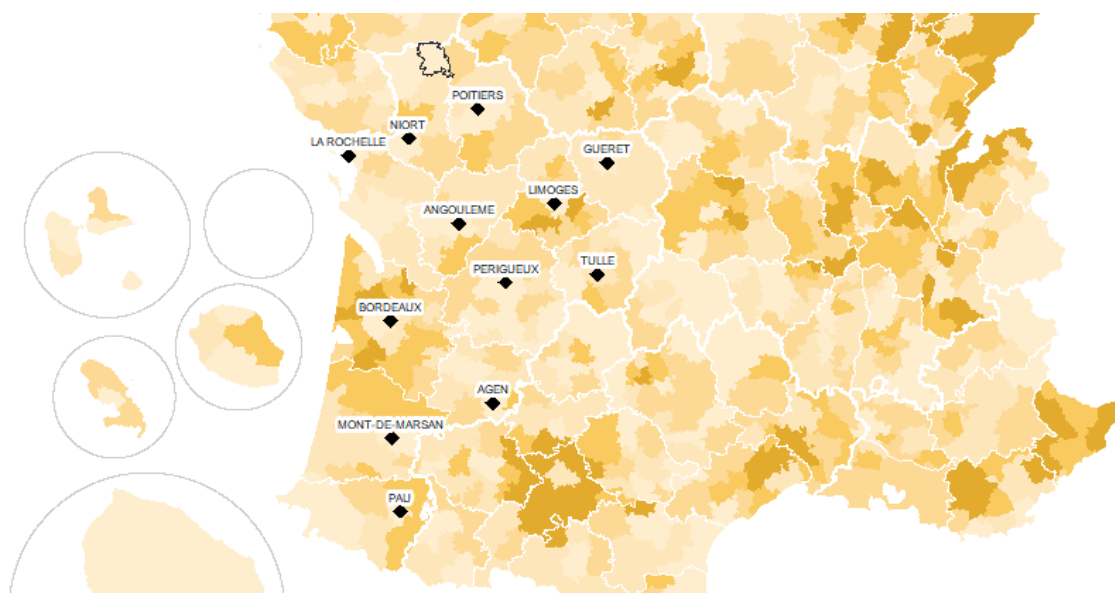 POITIERS
NIORT
LA ROCHELLE
GUERET
LIMOGES
ANGOULEME
PERIGUEUX
TULLE
BORDEAUX
AGEN
MONT-DE-MARSAN
PAU